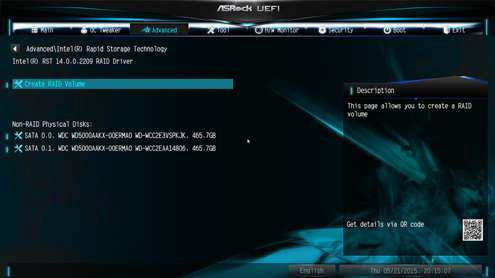 ASRock UEFI
Main OC Tweaker Advanced Tool H/W Monitor Security Boot Exit
Advanced\Intel(R) Rapid Storage Technology
Intel(R) RST 14.0.0.2209 RAID Driver
Create RAID Volume
Description
This page allows you to create a RAID
volume
Non-RAID Physical Disks:
SATA 0.0, WDC WD5000AAKX-00ERMA0 WD-WCC2E3VSPKJK, 465.7GB
SATA 0.1, WDC WD5000AAKX-00ERMA0 WD-WCC2EAA14806, 465.7GB
Get details via QR code
English Thu 05/21/2015, 20:15:07